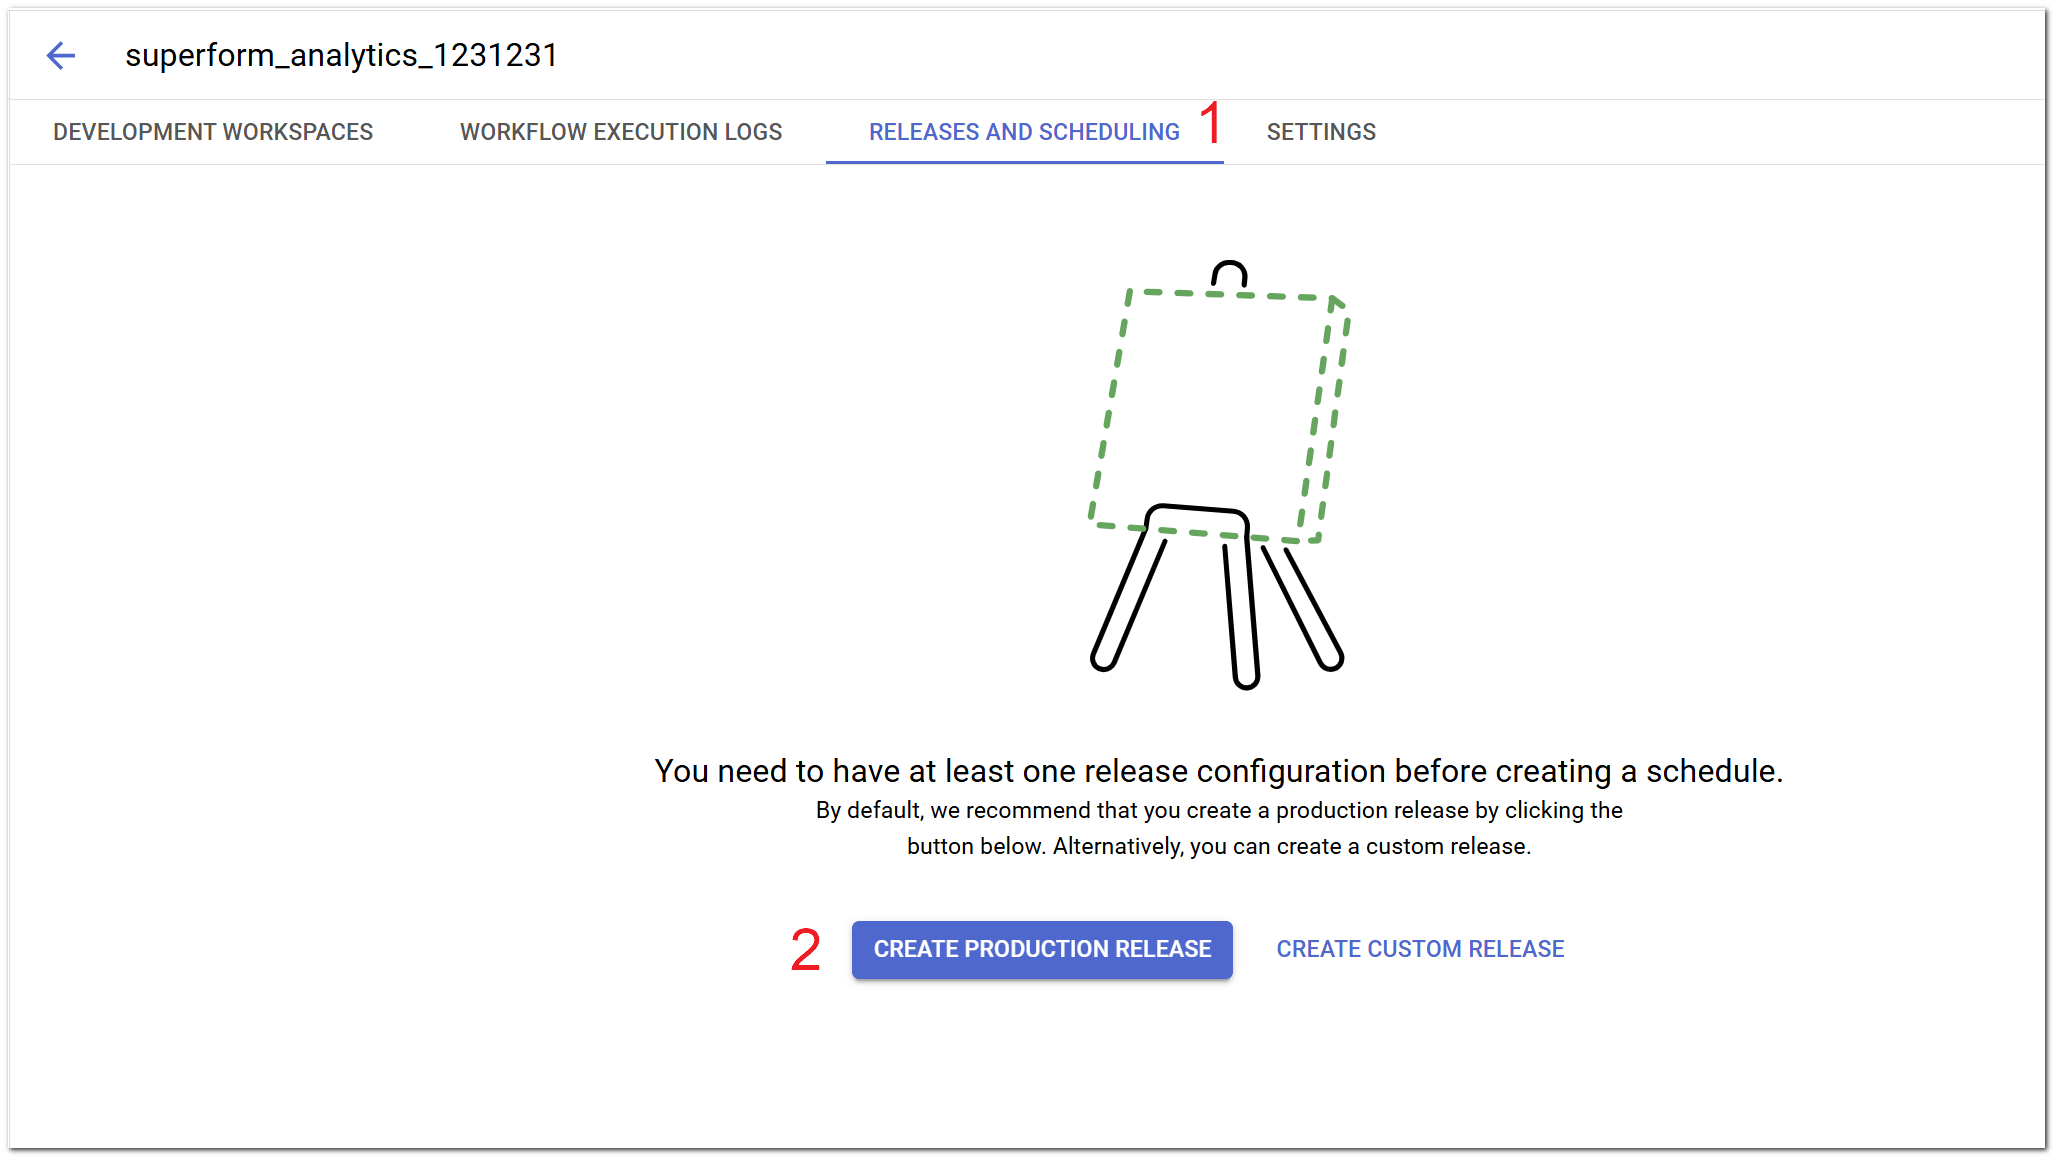 superform_analytics_1231231
DEVELOPMENT WORKSPACES WORKFLOW EXECUTION LOGS RELEASES AND SCHEDULING 1 SETTINGS
You need to have at least one release configuration before creating a schedule.
By default, we recommend that you create a production release by clicking the
button below. Alternatively, you can create a custom release.
2 CREATE PRODUCTION RELEASE CREATE CUSTOM RELEASE